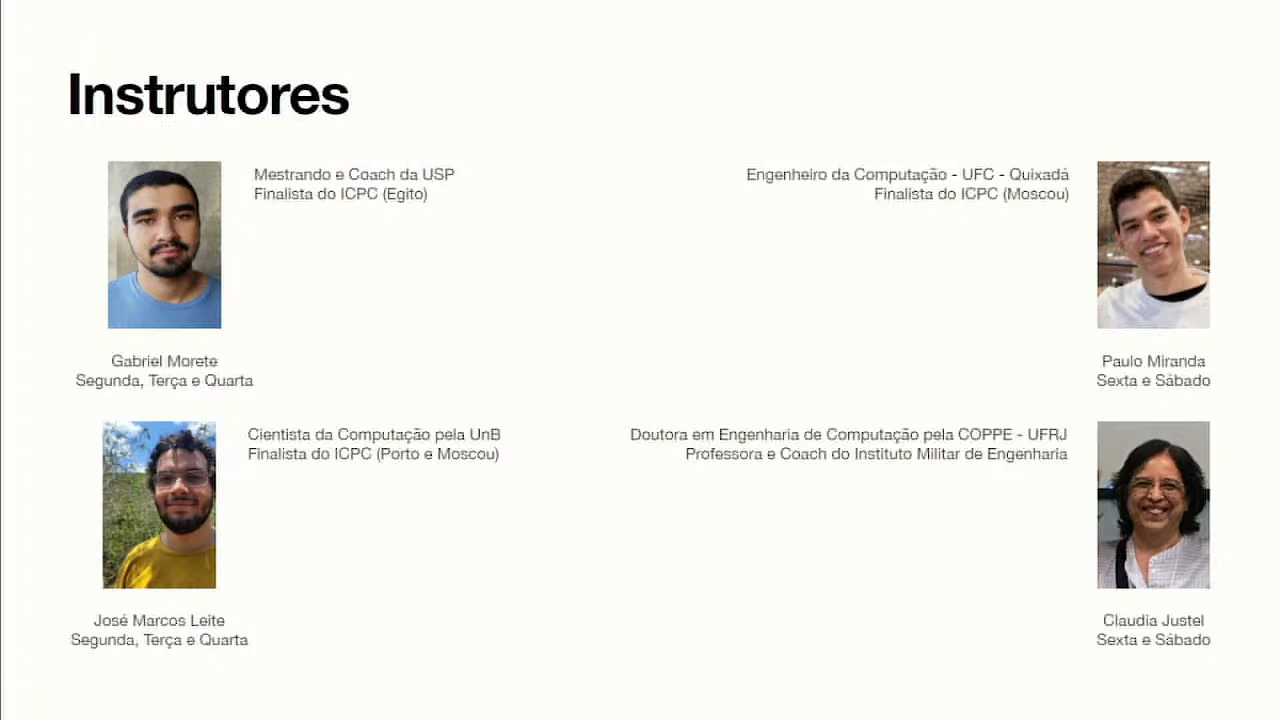 Instrutores
Mestrando e Coach da USP
Finalista do ICPC (Egito)
Gabriel Morete
Segunda, Terça e Quarta
Engenheiro da Computação - UFC - Quixadá
Finalista do ICPC (Moscou)
Paulo Miranda
Sexta e Sábado
Cientista da Computação pela UnB
Finalista do ICPC (Porto e Moscou)
José Marcos Leite
Segunda, Terça e Quarta
Doutora em Engenharia de Computação pela COPPE - UFRJ
Professora e Coach do Instituto Militar de Engenharia
Claudia Justel
Sexta e Sábado